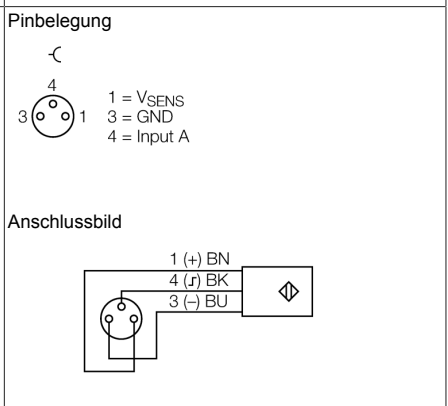 Pinbelegung
4
3
1
1 = VSENS
3 = GND
4 = Input A
Anschlussbild
1 (+) BN
4 (⎍) BK
3 (–) BU